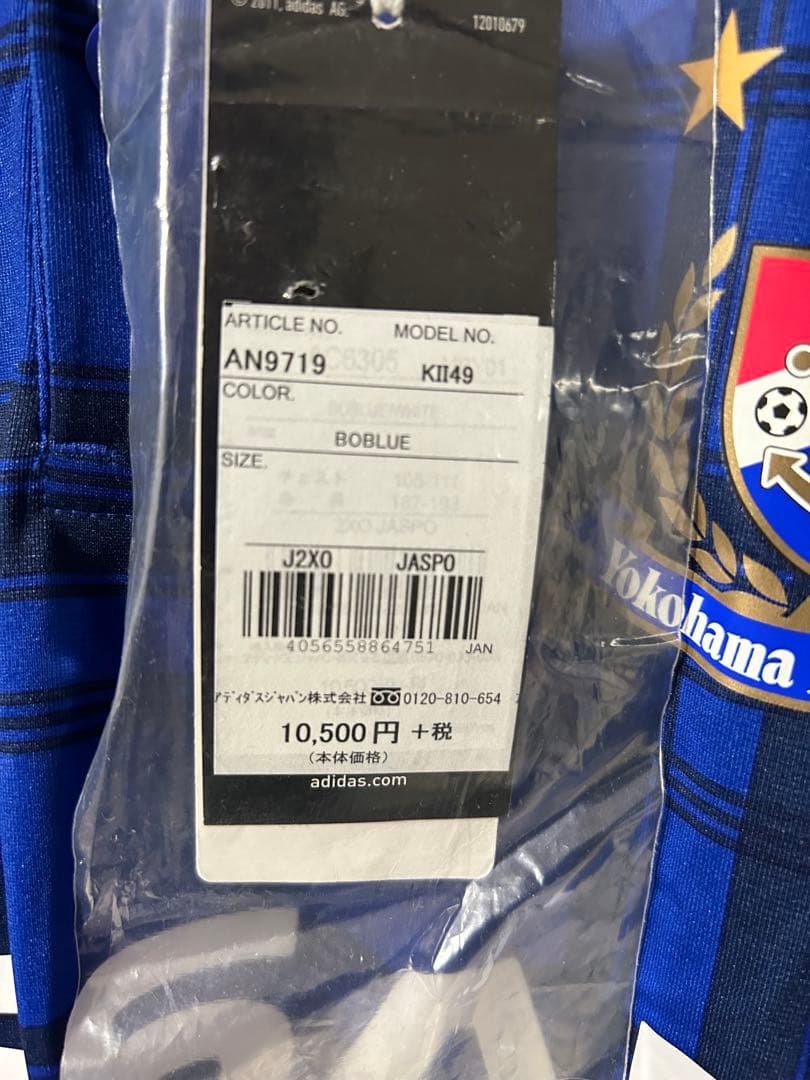 © 2011, adidas AG.
12010679
ARTICLE NO. MODEL NO.
AN9719 KII49
COLOR.
BOBLUE
SIZE.
J2XO JASPO
4056558864751 JAN
アディダスジャパン株式会社 0120-810-654
10,500円 +税
(本体価格)
adidas.com
Yokohama